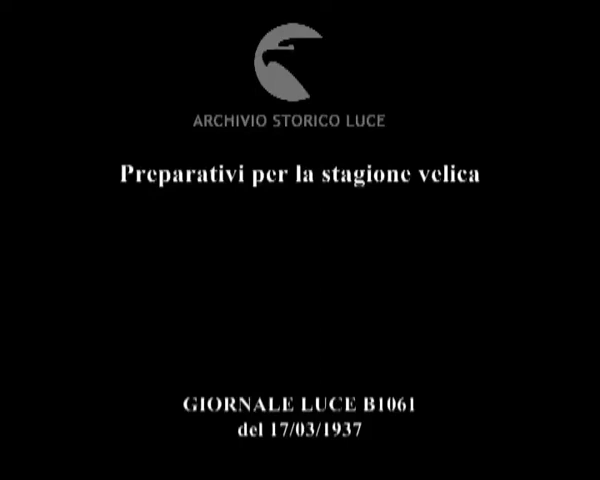 ARCHIVIO STORICO LUCE
Preparativi per la stagione velica
GIORNALE LUCE B1061
del 17/03/1937